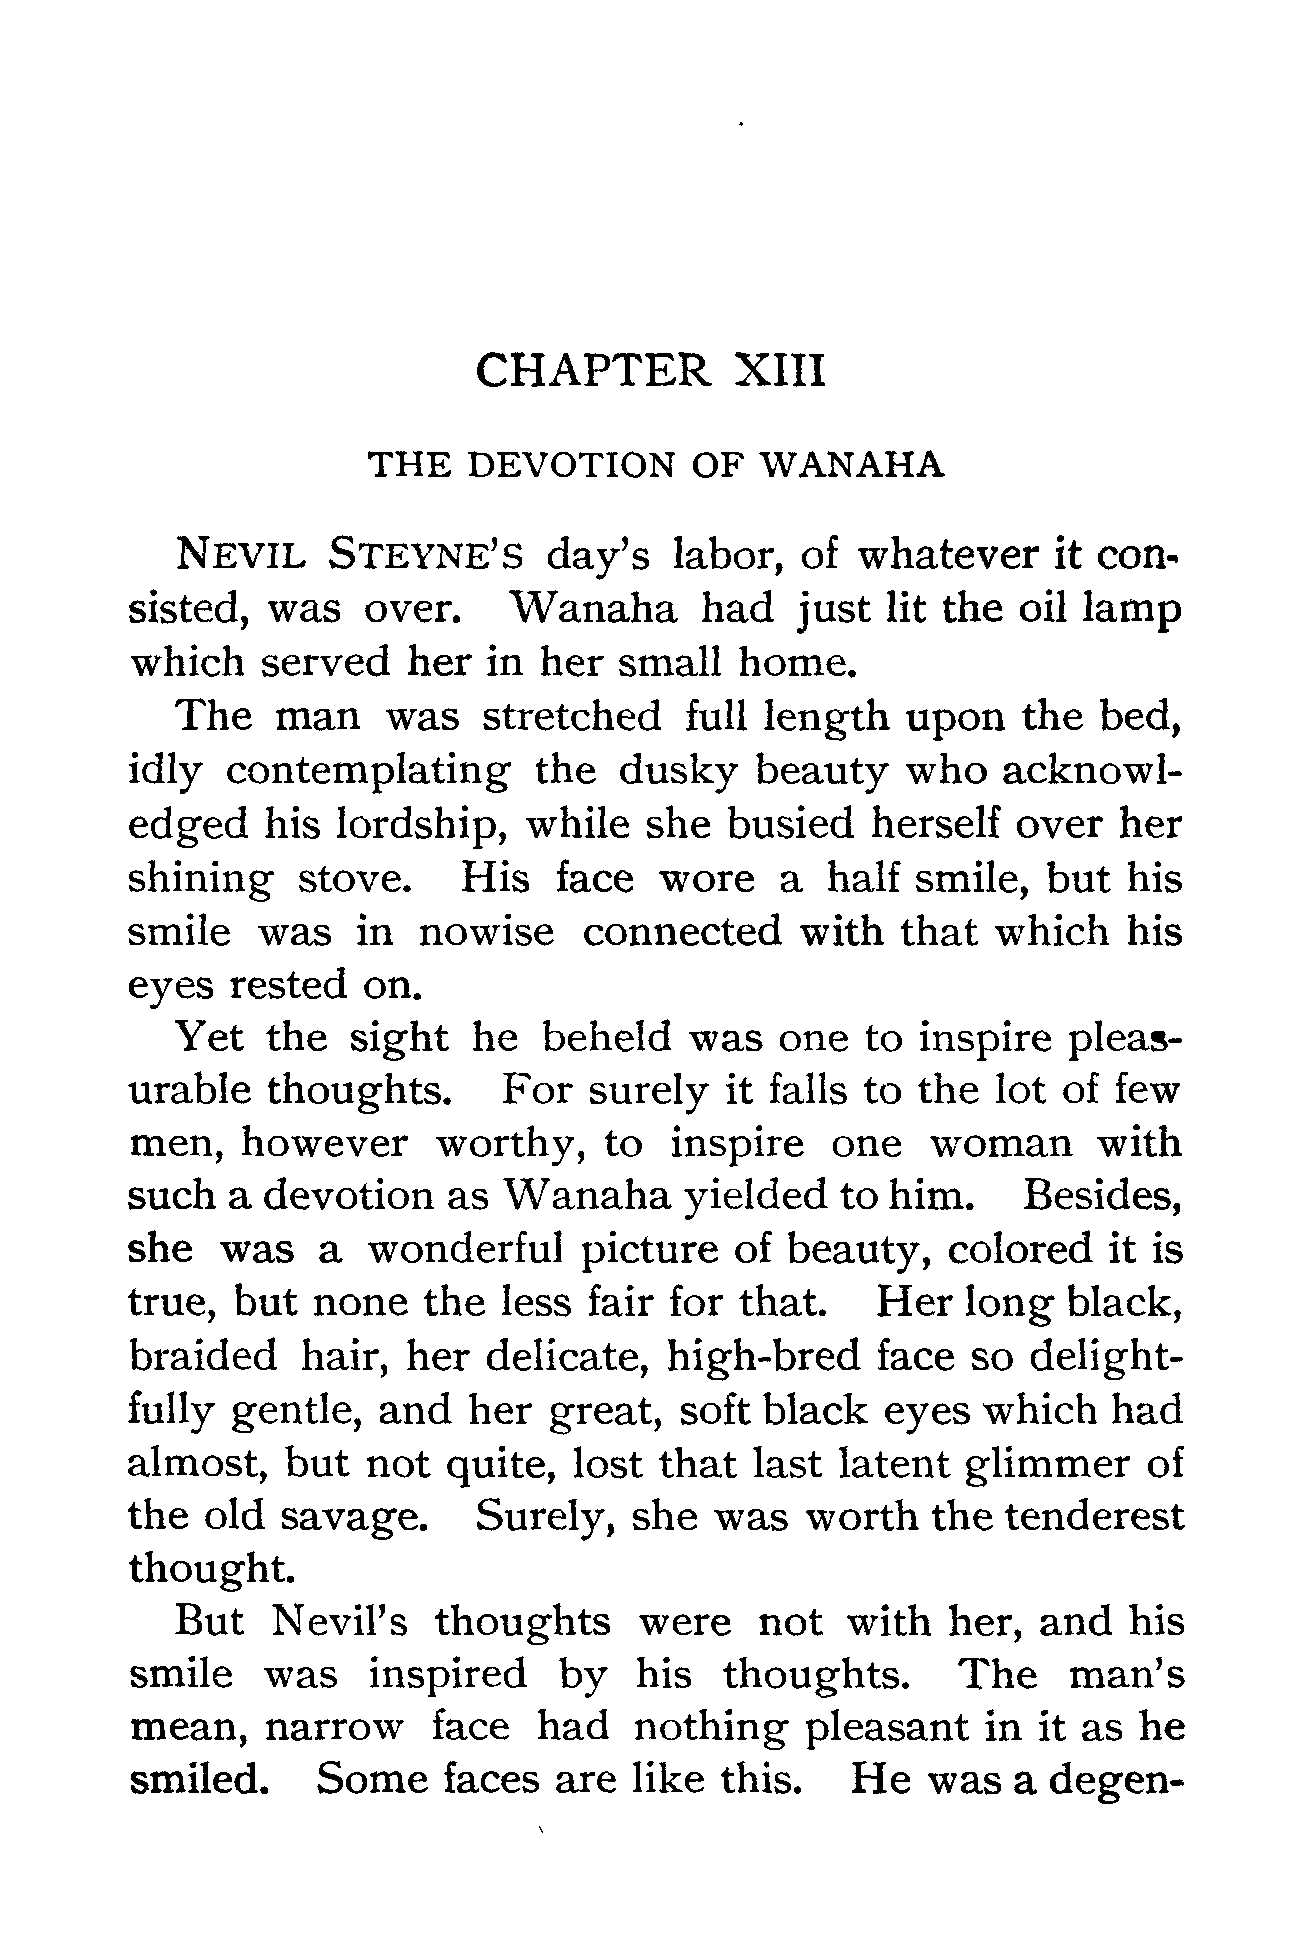 CHAPTER XIII
THE DEVOTION OF WANAHA
NEVIL STEYNE'S day's labor, of whatever it con-
sisted, was over. Wanaha had just lit the oil lamp
which served her in her small home.
The man was stretched full length upon the bed,
idly contemplating the dusky beauty who acknowl-
edged his lordship, while she busied herself over her
shining stove. His face wore a half smile, but his
smile was in nowise connected with that which his
eyes rested on.
Yet the sight he beheld was one to inspire pleas-
urable thoughts. For surely it falls to the lot of few
men, however worthy, to inspire one woman with
such a devotion as Wanaha yielded to him. Besides,
she was a wonderful picture of beauty, colored it is
true, but none the less fair for that. Her long black,
braided hair, her delicate, high-bred face so delight-
fully gentle, and her great, soft black eyes which had
almost, but not quite, lost that last latent glimmer of
the old savage. Surely, she was worth the tenderest
thought.
But Nevil's thoughts were not with her, and his
smile was inspired by his thoughts. The man's
mean, narrow face had nothing pleasant in it as he
smiled. Some faces are like this. He was a degen-